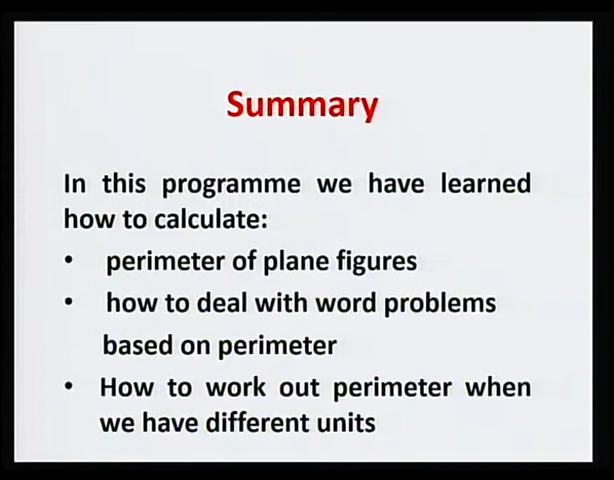 Summary
In this programme we have learned
how to calculate:
• perimeter of plane figures
• how to deal with word problems
based on perimeter
• How to work out perimeter when
we have different units